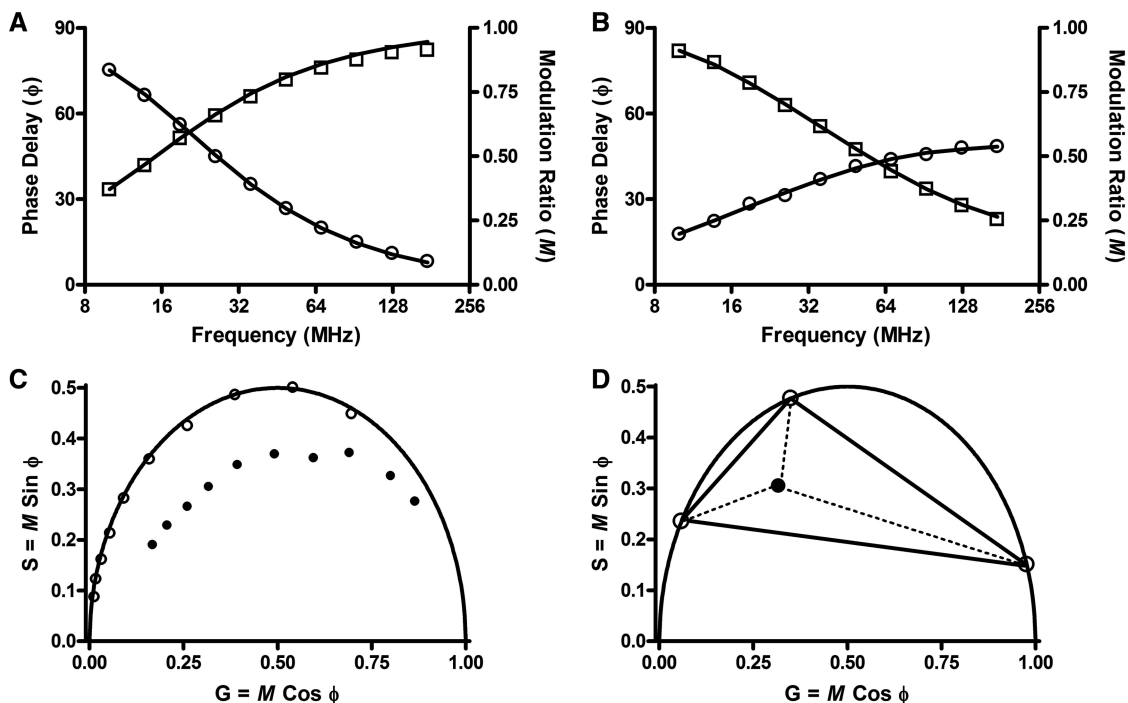 A
90
60
30
0
Phase Delay (ϕ)
1.00
0.75
0.50
0.25
0.00
Modulation Ratio (M)
8 16 32 64 128 256
Frequency (MHz)
B
90
60
30
0
Phase Delay (ϕ)
1.00
0.75
0.50
0.25
0.00
Modulation Ratio (M)
8 16 32 64 128 256
Frequency (MHz)
C
0.5
0.4
0.3
0.2
0.1
0.0
S = M Sin ϕ
0.00 0.25 0.50 0.75 1.00
G = M Cos ϕ
D
0.5
0.4
0.3
0.2
0.1
0.0
S = M Sin ϕ
0.00 0.25 0.50 0.75 1.00
G = M Cos ϕ